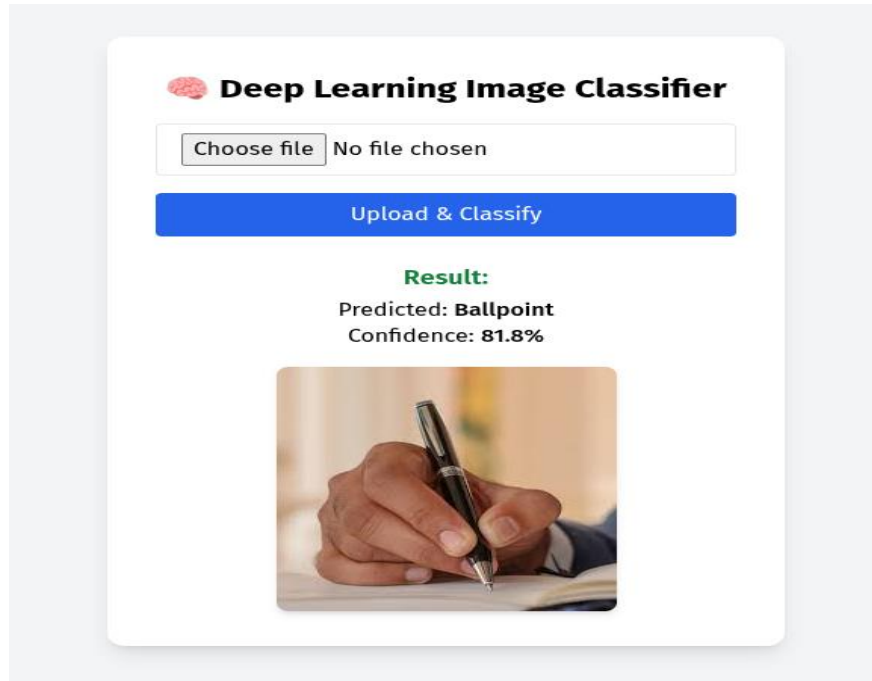 🧠 Deep Learning Image Classifier
Choose file No file chosen
Upload & Classify
Result:
Predicted: Ballpoint
Confidence: 81.8%